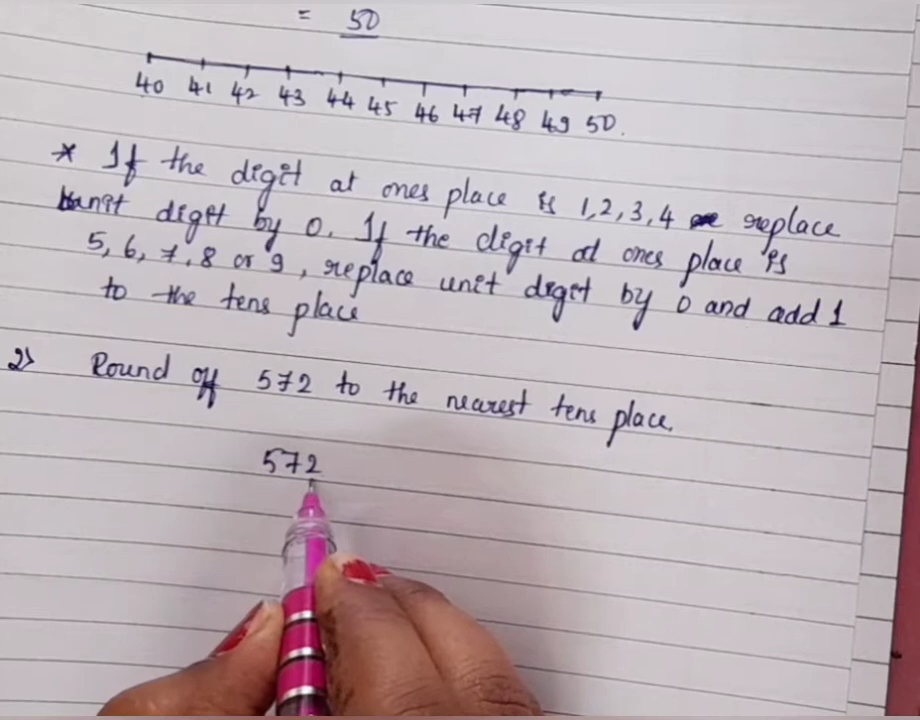 = 50
40 41 42 43 44 45 46 47 48 49 50.
* If the digit at ones place is 1,2,3,4 replace
unit digit by 0. If the digit at ones place is
5, 6, 7, 8 or 9, replace unit digit by 0 and add 1
to the tens place
2> Round off 572 to the nearest tens place.
572